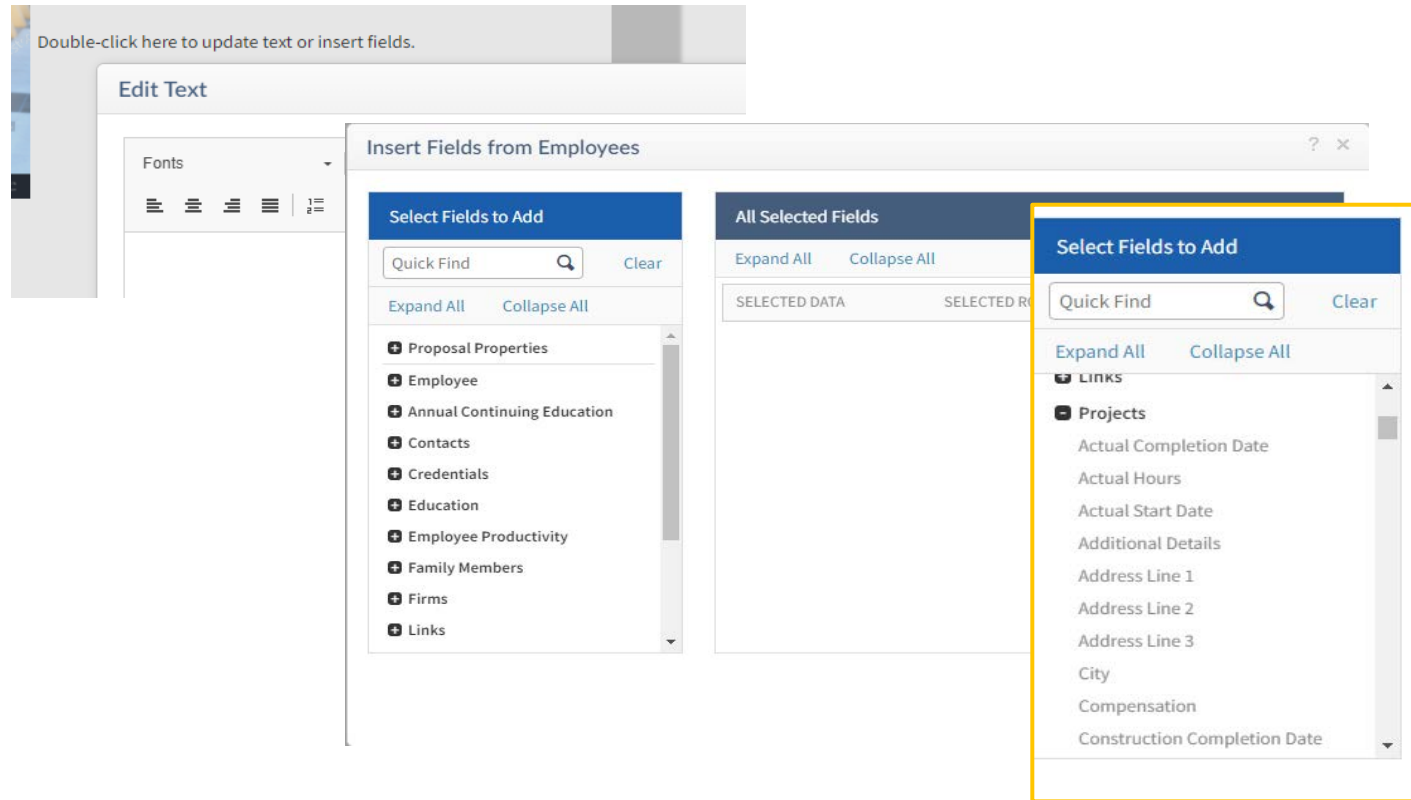 Double-click here to update text or insert fields.
Edit Text
Fonts
Insert Fields from Employees
? ×
Select Fields to Add
Quick Find
Clear
Expand All Collapse All
Proposal Properties
Employee
Annual Continuing Education
Contacts
Credentials
Education
Employee Productivity
Family Members
Firms
Links
All Selected Fields
Expand All Collapse All
SELECTED DATA SELECTED
Select Fields to Add
Quick Find
Clear
Expand All Collapse All
Links
Projects
Actual Completion Date
Actual Hours
Actual Start Date
Additional Details
Address Line 1
Address Line 2
Address Line 3
City
Compensation
Construction Completion Date